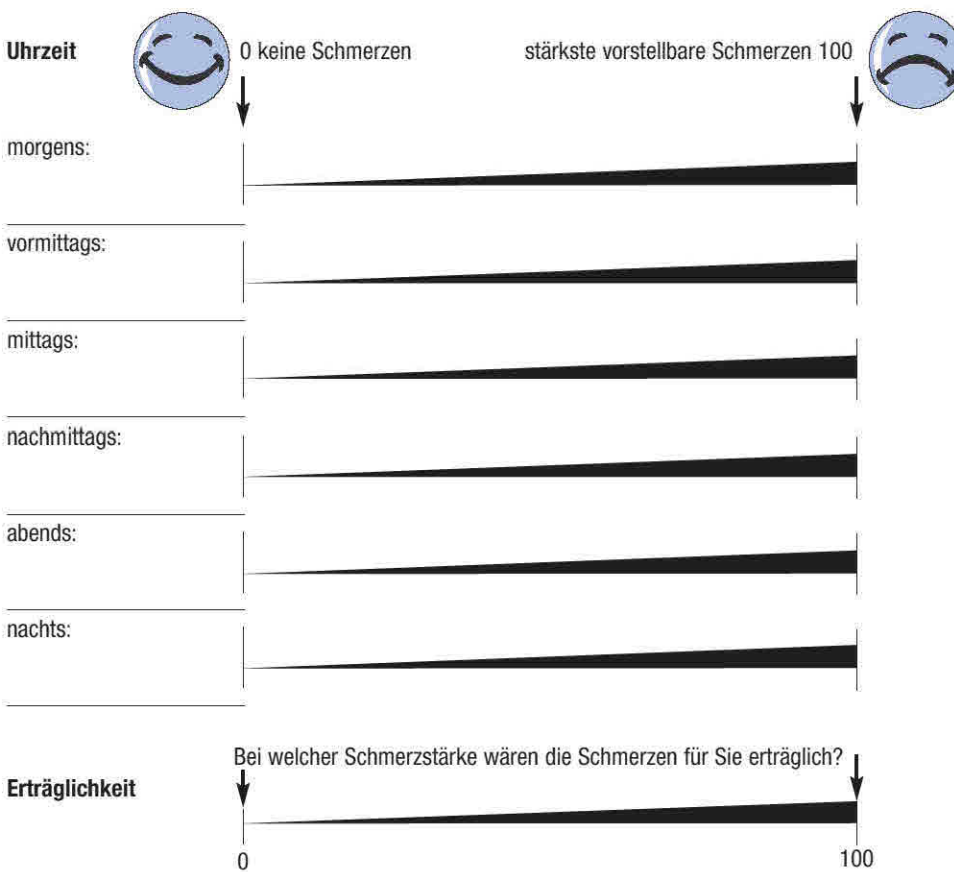 Uhrzeit 0 keine Schmerzen stärkste vorstellbare Schmerzen 100
morgens:
vormittags:
mittags:
nachmittags:
abends:
nachts:
Bei welcher Schmerzstärke wären die Schmerzen für Sie erträglich?
Erträglichkeit
0 100